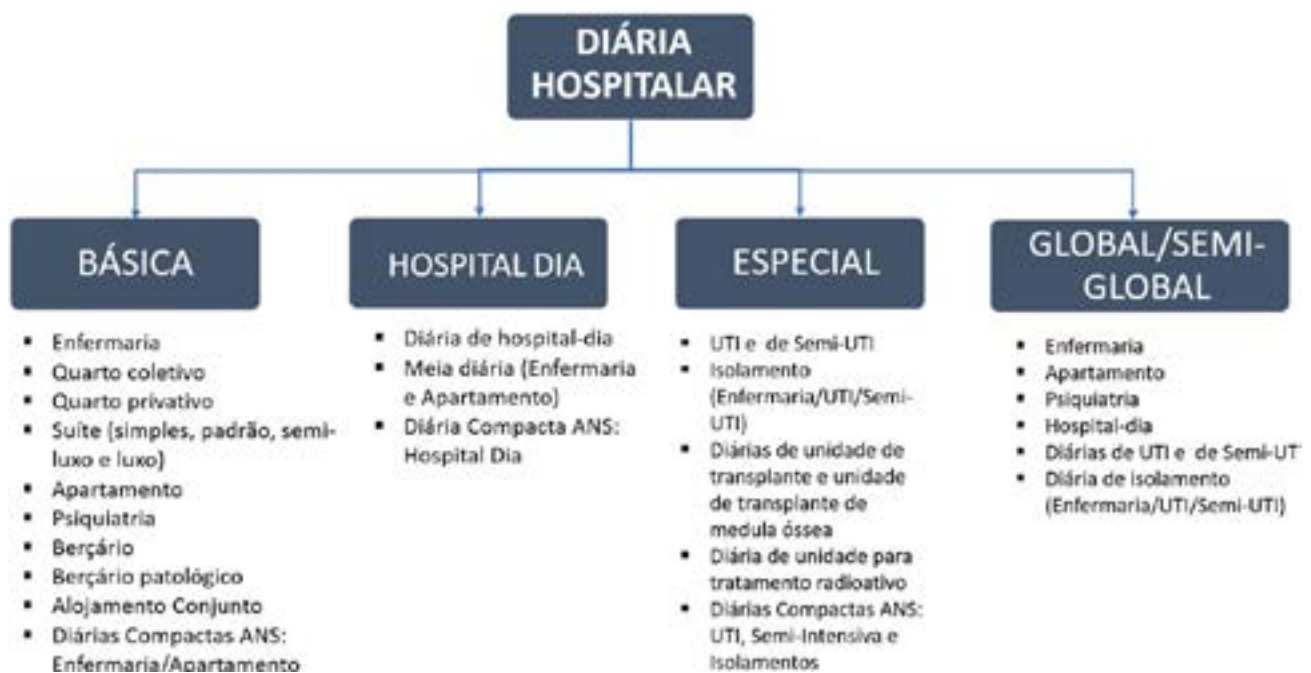 DIÁRIA
HOSPITALAR
BÁSICA
▪ Enfermaria
▪ Quarto coletivo
▪ Quarto privativo
▪ Suíte (simples, padrão, semi-
luxo e luxo)
▪ Apartamento
▪ Psiquiatria
▪ Berçário
▪ Berçário patológico
▪ Alojamento Conjunto
▪ Diárias Compactas ANS:
Enfermaria/Apartamento
HOSPITAL DIA
▪ Diária de hospital-dia
▪ Meia diária (Enfermaria
e Apartamento)
▪ Diária Compacta ANS:
Hospital Dia
ESPECIAL
▪ UTI e de Semi-UTI
▪ Isolamento
(Enfermaria/UTI/Semi-
UTI)
▪ Diárias de unidade de
transplante e unidade
de transplante de
medula óssea
▪ Diária de unidade para
tratamento radioativo
▪ Diárias Compactas ANS:
UTI, Semi-Intensiva e
Isolamentos
GLOBAL/SEMI-
GLOBAL
▪ Enfermaria
▪ Apartamento
▪ Psiquiatria
▪ Hospital-dia
▪ Diárias de UTI e de Semi-UT
▪ Diária de isolamento
(Enfermaria/UTI/Semi-UTI)